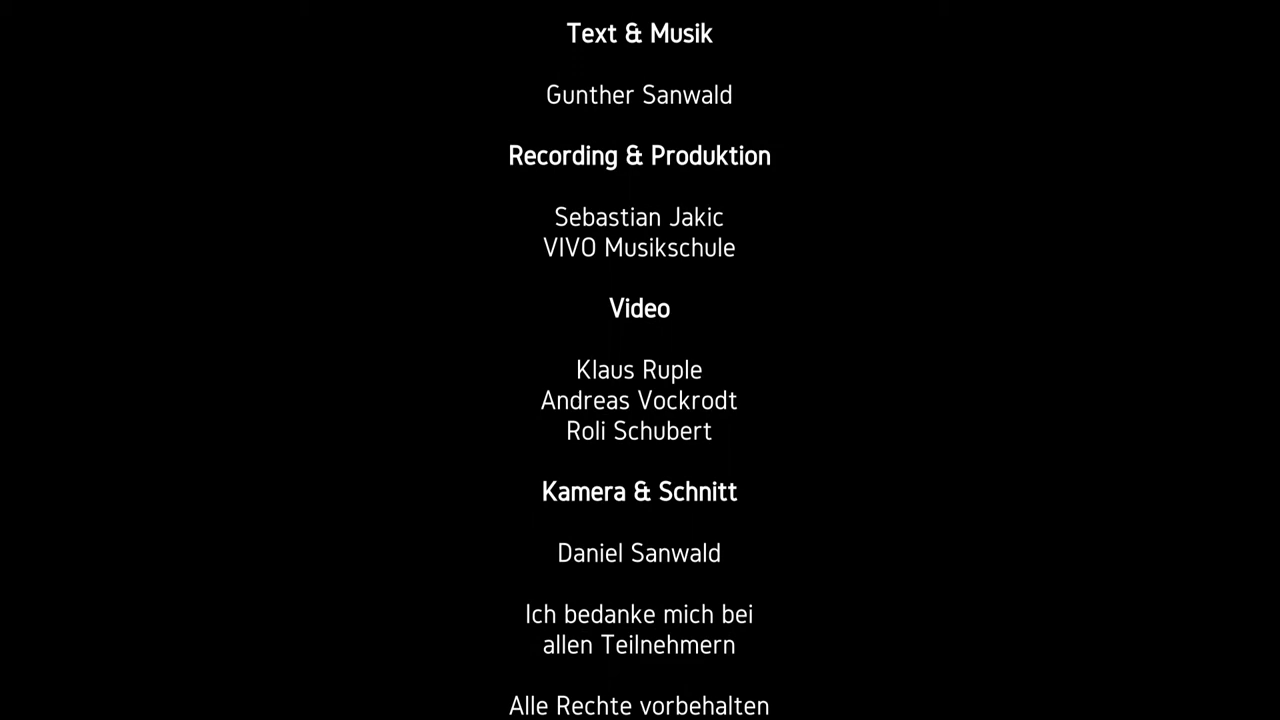 Text & Musik
Gunther Sanwald
Recording & Produktion
Sebastian Jakic
VIVO Musikschule
Video
Klaus Ruple
Andreas Vockrodt
Roli Schubert
Kamera & Schnitt
Daniel Sanwald
Ich bedanke mich bei
allen Teilnehmern
Alle Rechte vorbehalten